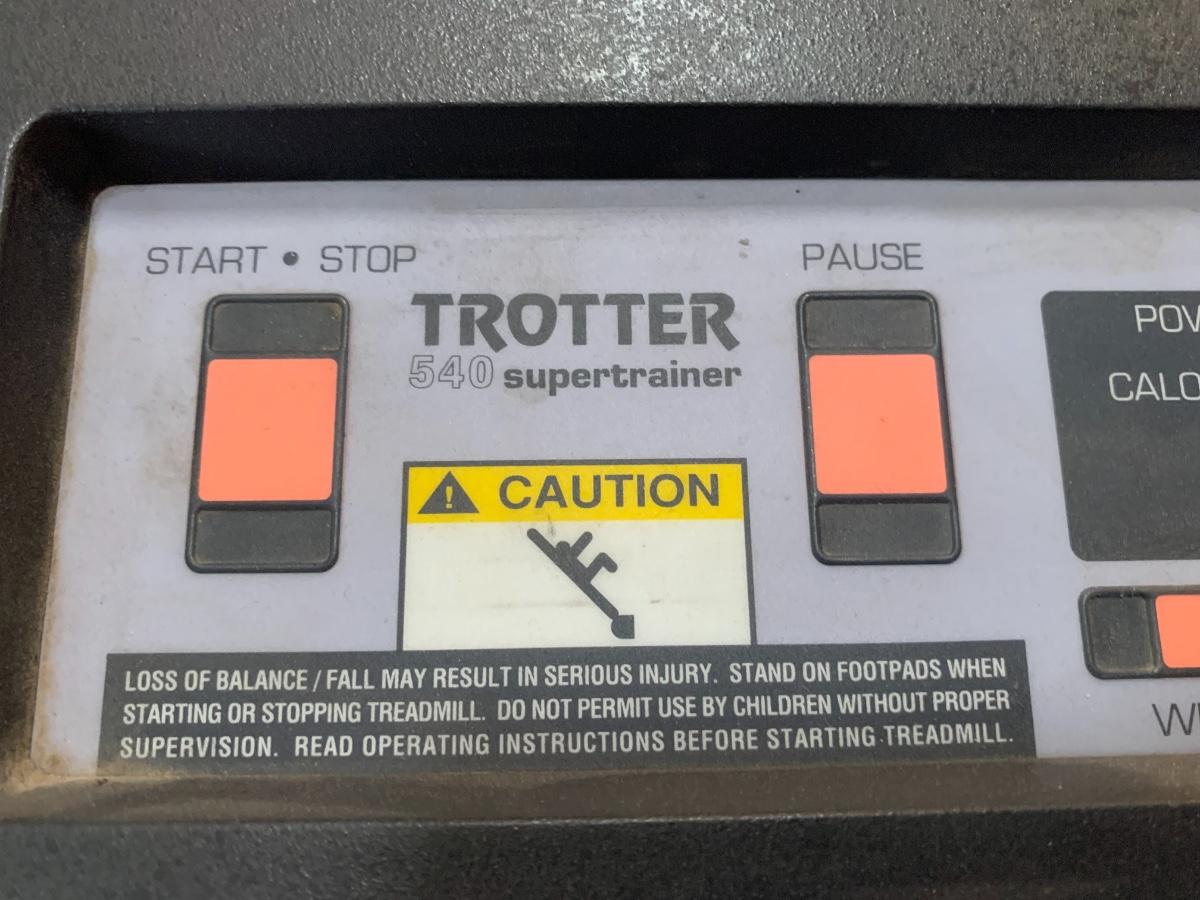 START • STOP
PAUSE
TROTTER
540 supertrainer
CAUTION
LOSS OF BALANCE / FALL MAY RESULT IN SERIOUS INJURY. STAND ON FOOTPADS WHEN
STARTING OR STOPPING TREADMILL. DO NOT PERMIT USE BY CHILDREN WITHOUT PROPER
SUPERVISION. READ OPERATING INSTRUCTIONS BEFORE STARTING TREADMILL.